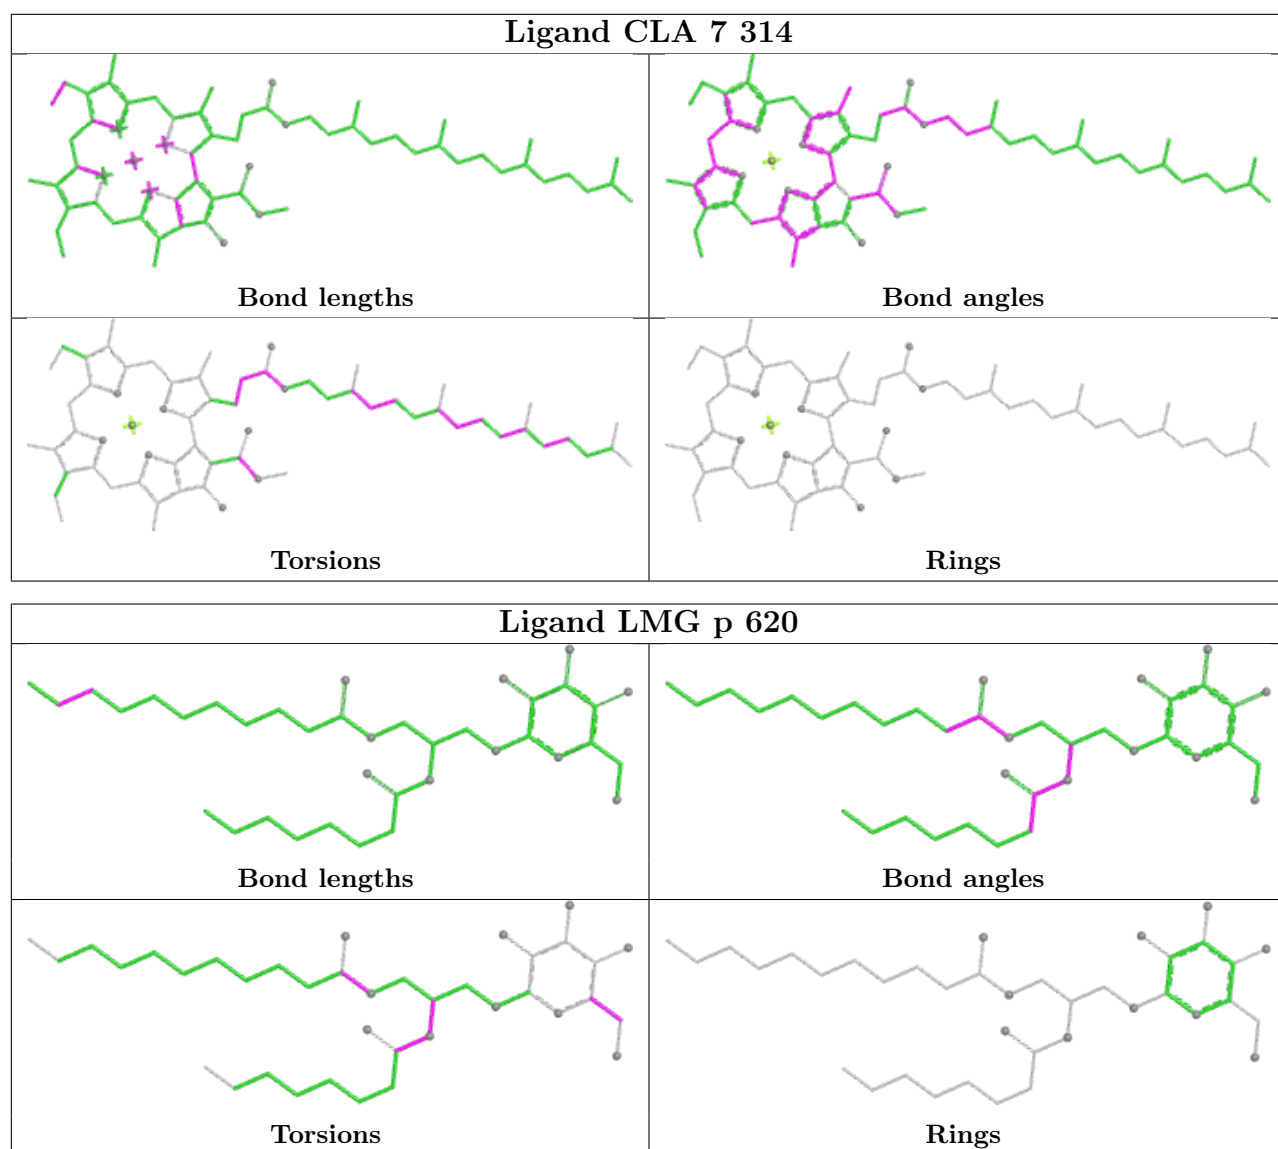 Ligand CLA 7 314
Bond lengths
Bond angles
Torsions
Rings
Ligand LMG p 620
Bond lengths
Bond angles
Torsions
Rings